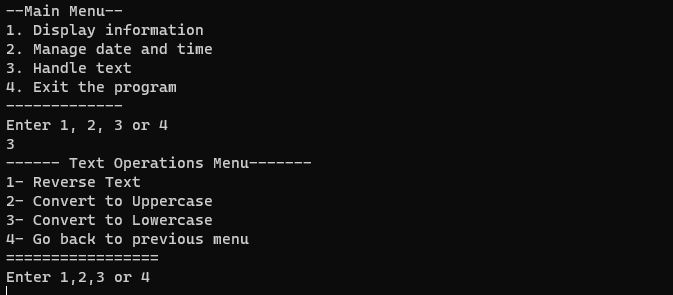 --Main Menu--
1. Display information
2. Manage date and time
3. Handle text
4. Exit the program
-------------
Enter 1, 2, 3 or 4
3
------ Text Operations Menu-------
1- Reverse Text
2- Convert to Uppercase
3- Convert to Lowercase
4- Go back to previous menu
=================
Enter 1,2,3 or 4